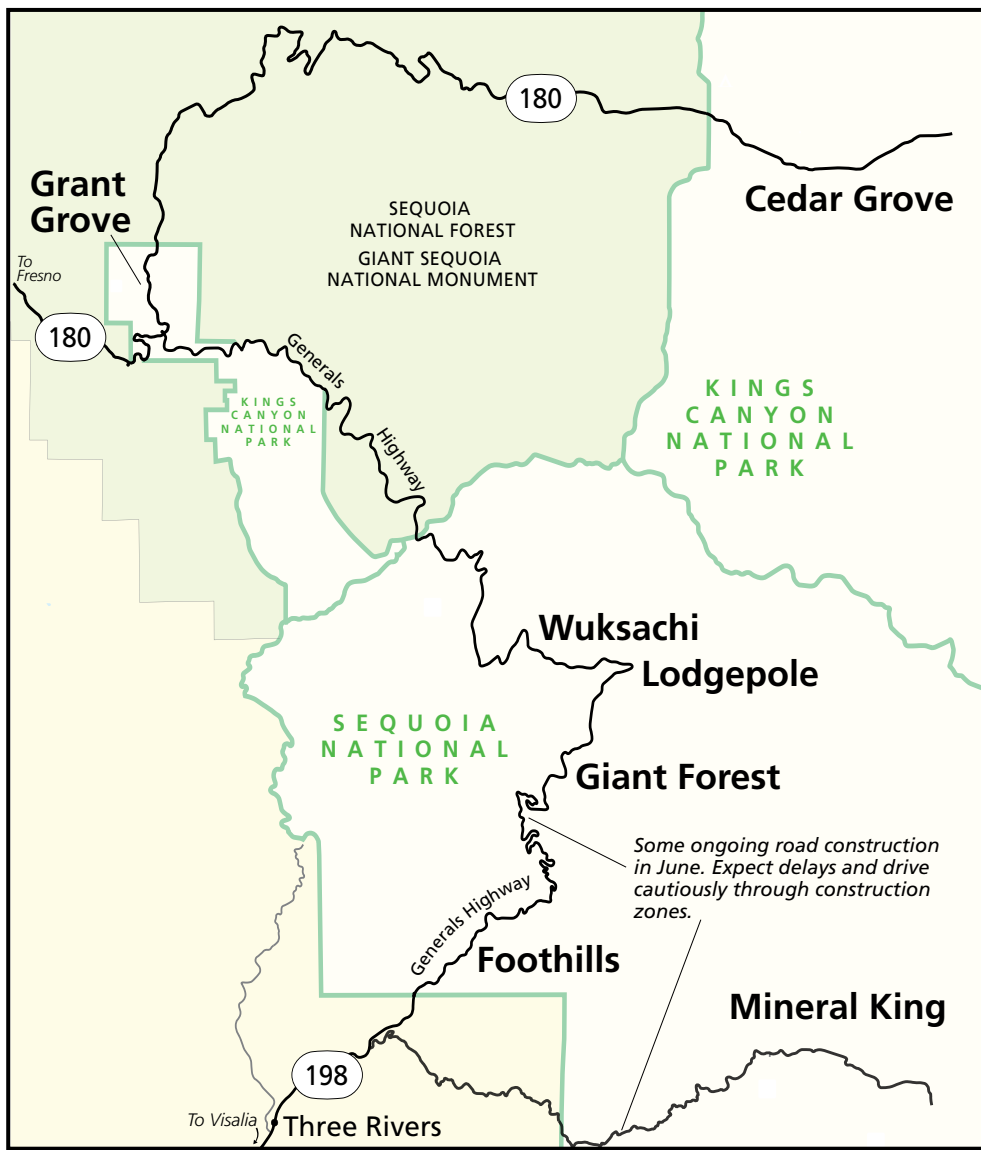 180
Grant
Grove
Cedar Grove
SEQUOIA
NATIONAL FOREST
GIANT SEQUOIA
NATIONAL MONUMENT
To
Fresno
180
Generals
Highway
KINGS
CANYON
NATIONAL
PARK
KINGS
CANYON
NATIONAL
PARK
Wuksachi
Lodgepole
SEQUOIA
NATIONAL
PARK
Giant Forest
Some ongoing road construction
in June. Expect delays and drive
cautiously through construction
zones.
Generals Highway
Foothills
Mineral King
198
To Visalia
Three Rivers